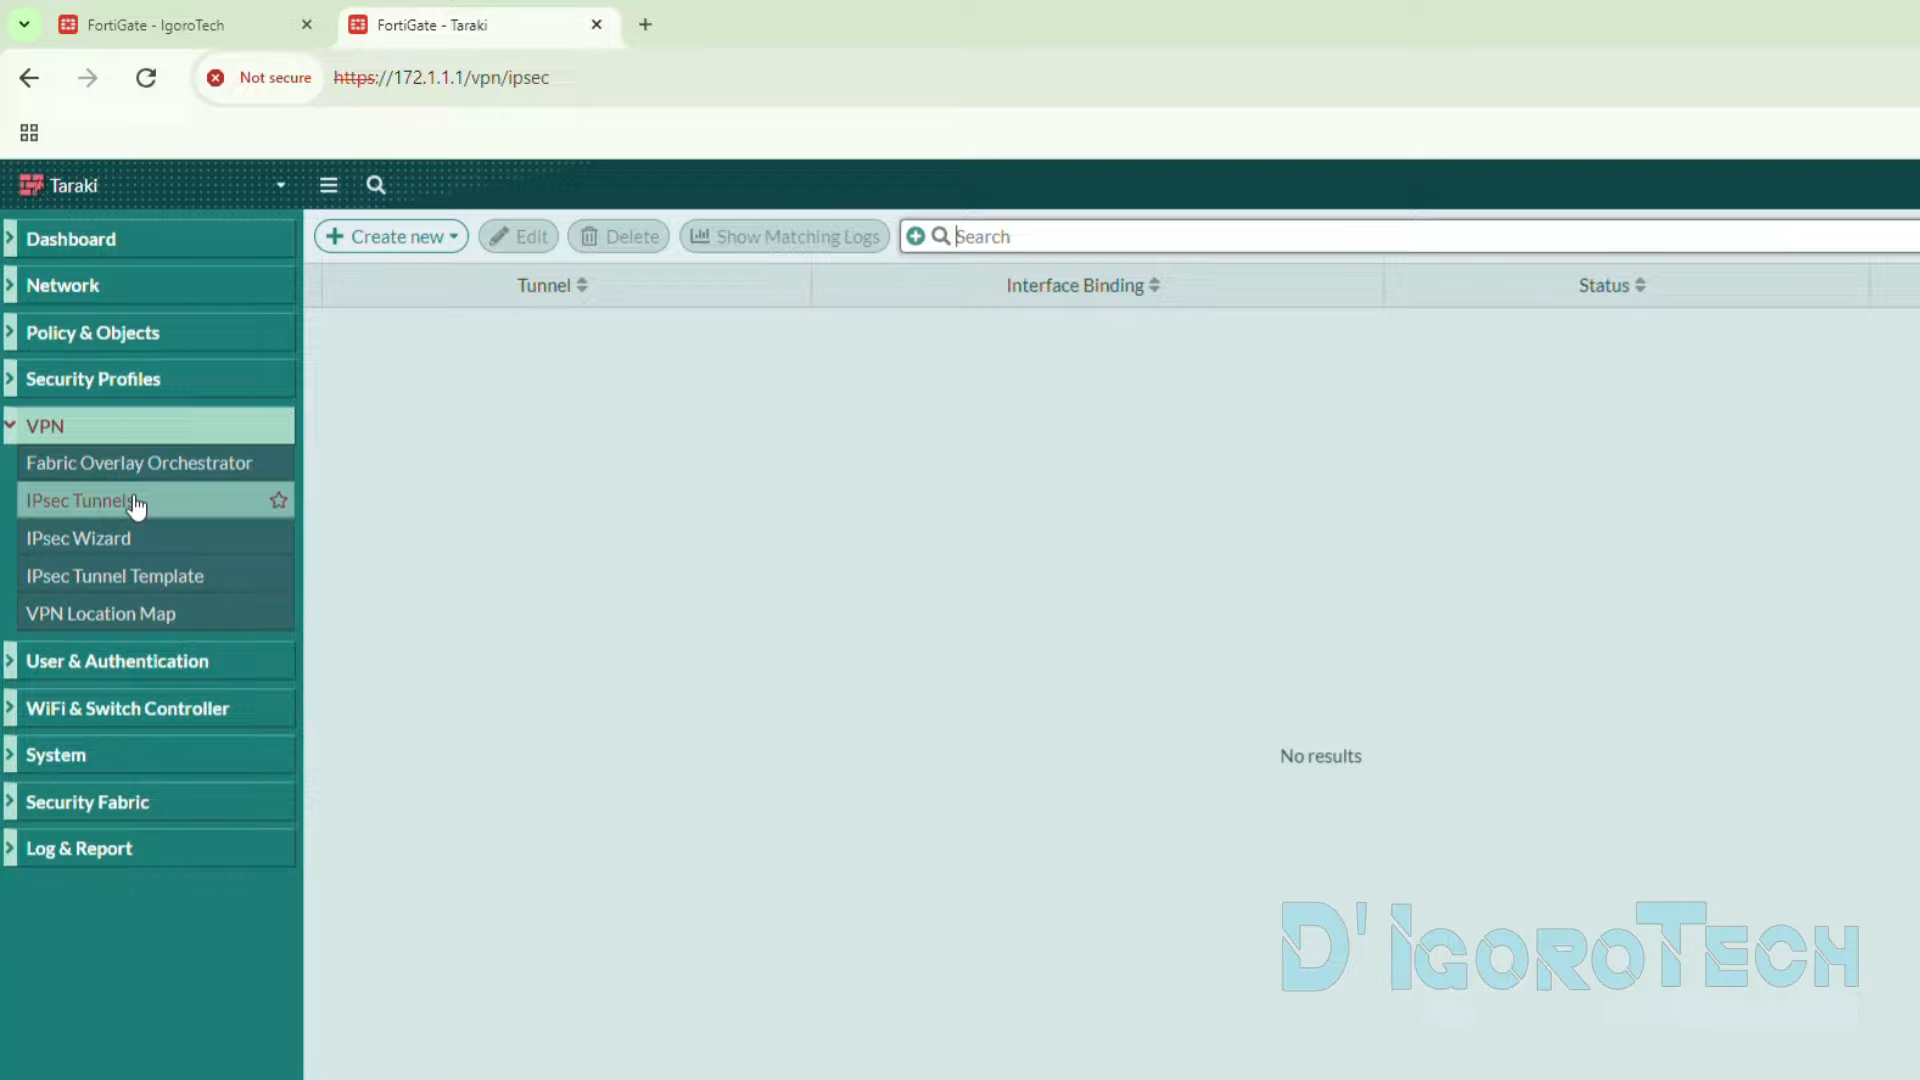 FortiGate - IgoroTech
FortiGate - Taraki
Not secure https://172.1.1.1/vpn/ipsec
Taraki
Dashboard
Network
Policy & Objects
Security Profiles
VPN
Fabric Overlay Orchestrator
IPsec Tunnels
IPsec Wizard
IPsec Tunnel Template
VPN Location Map
User & Authentication
WiFi & Switch Controller
System
Security Fabric
Log & Report
Create new Edit Delete Show Matching Logs Search
Tunnel Interface Binding Status
No results
D'IGOROTECH